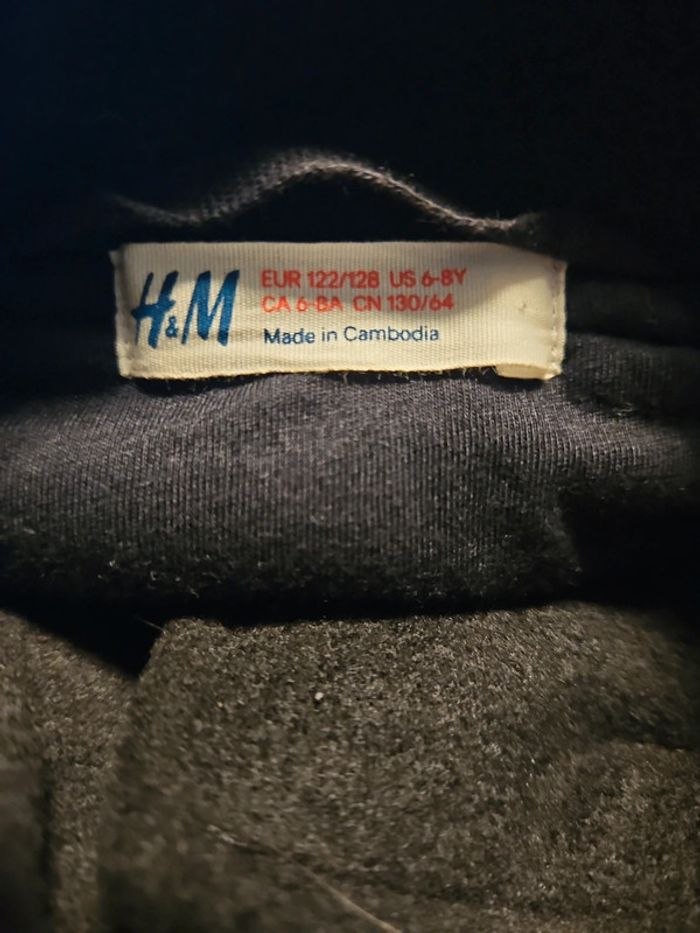 H&M
EUR 122/128 US 6-8Y
CA 6-8A CN 130/64
Made in Cambodia